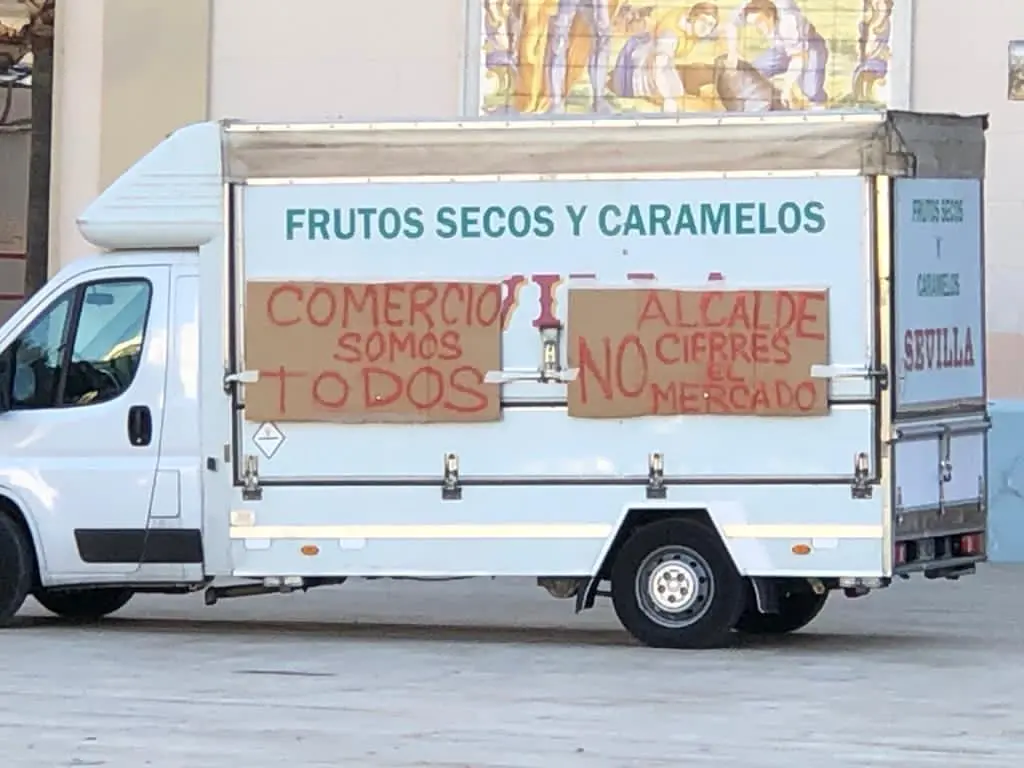 FRUTOS SECOS Y CARAMELOS
COMERCIO
SOMOS
TODOS
ALCALDE
NO CIERRES
EL
MERCADO
FRUTOS SECOS
Y
CARAMELOS
SEVILLA